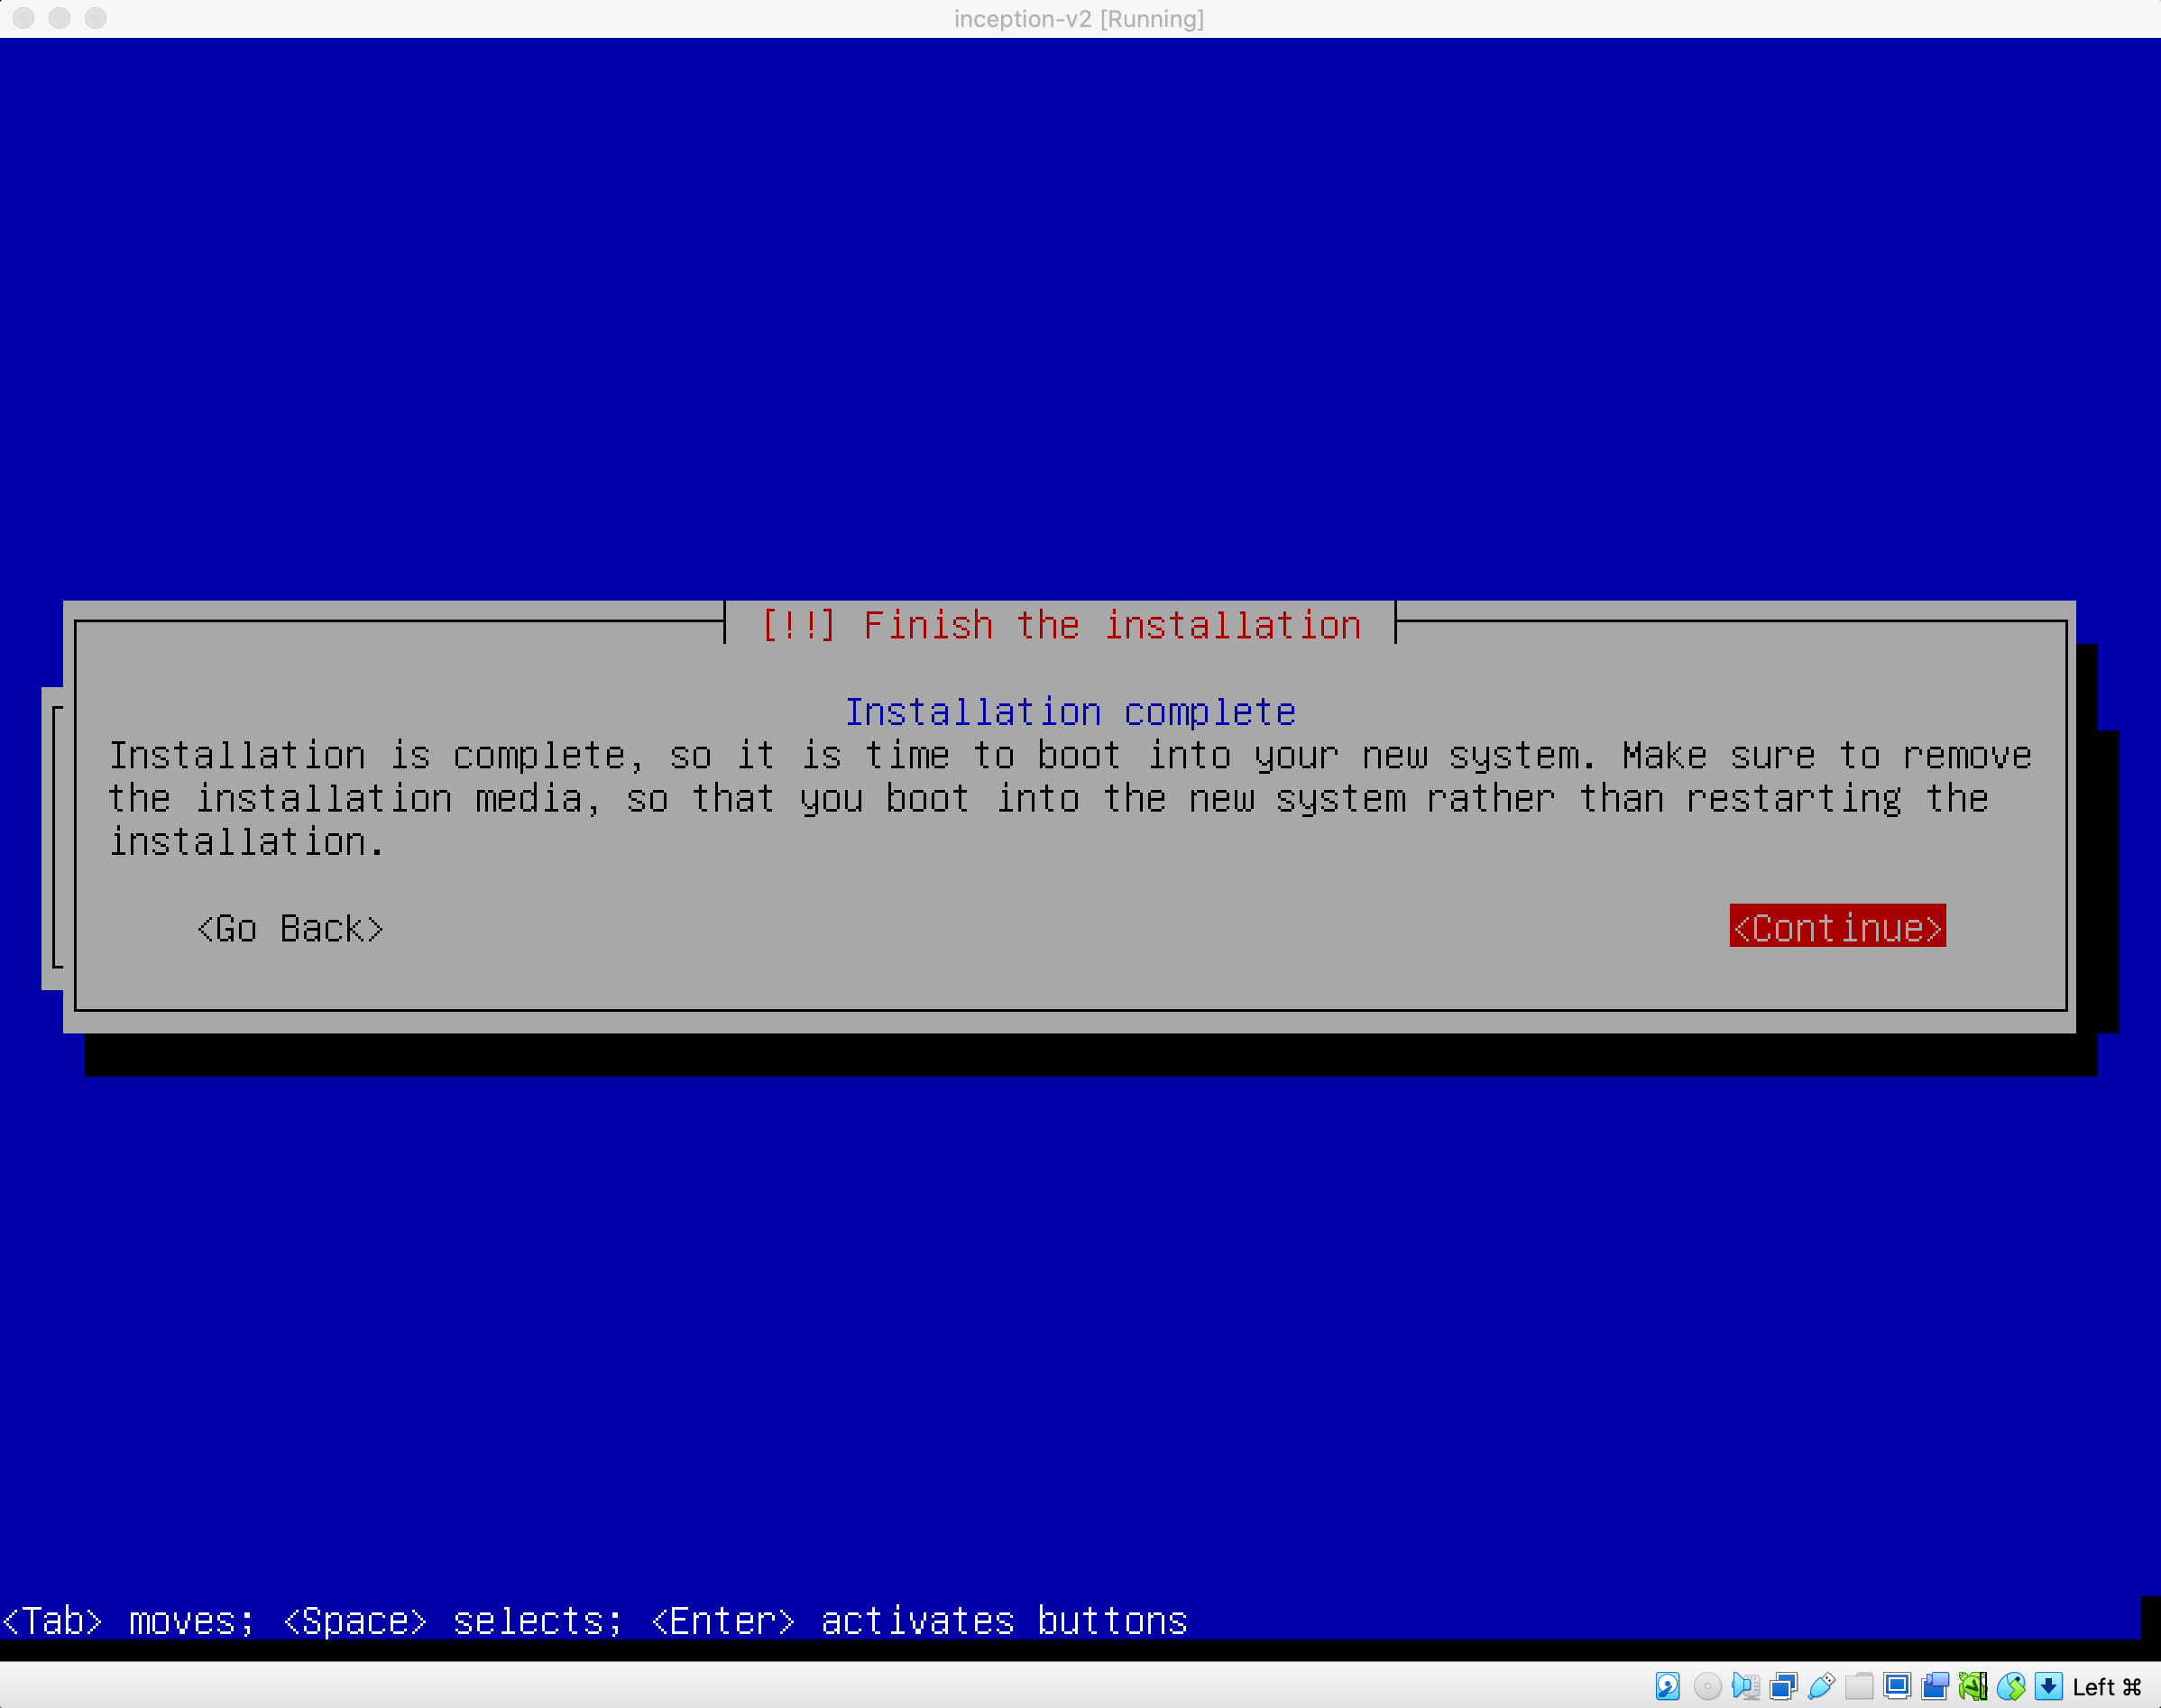 inception-v2 [Running]
[!!] Finish the installation
Installation complete
Installation is complete, so it is time to boot into your new system. Make sure to remove
the installation media, so that you boot into the new system rather than restarting the
installation.
<Go Back>
<Continue>
<Tab> moves; <Space> selects; <Enter> activates buttons
Left ⌘